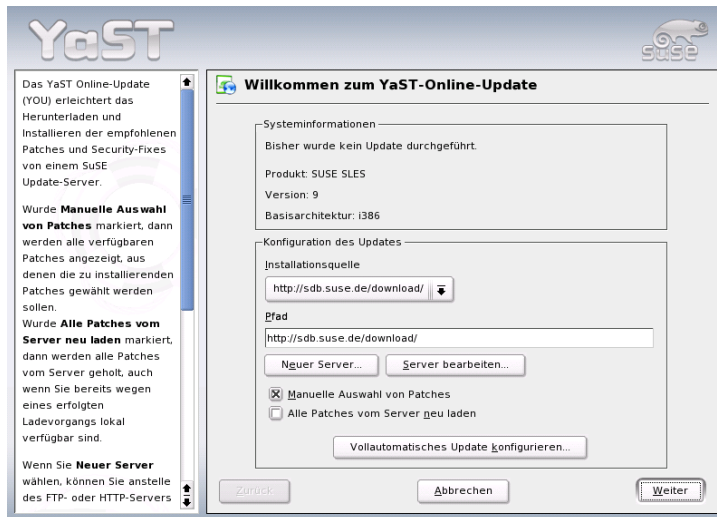 YaST
SUSE
Das YaST Online-Update
(YOU) erleichtert das
Herunterladen und
Installieren der empfohlenen
Patches und Security-Fixes
von einem SuSE
Update-Server.
Wurde Manuelle Auswahl
von Patches markiert, dann
werden alle verfügbaren
Patches angezeigt, aus
denen die zu installierenden
Patches gewählt werden
sollen.
Wurde Alle Patches vom
Server neu laden markiert,
dann werden alle Patches
vom Server geholt, auch
wenn Sie bereits wegen
eines erfolgten
Ladevorgangs lokal
verfügbar sind.
Wenn Sie Neuer Server
wählen, können Sie anstelle
des FTP- oder HTTP-Servers
Willkommen zum YaST-Online-Update
Systeminformationen
Bisher wurde kein Update durchgeführt.
Produkt: SUSE SLES
Version: 9
Basisarchitektur: i386
Konfiguration des Updates
Installationsquelle
http://sdb.suse.de/download/
Pfad
http://sdb.suse.de/download/
Neuer Server... Server bearbeiten...
Manuelle Auswahl von Patches
Alle Patches vom Server neu laden
Vollautomatisches Update konfigurieren...
Zurück Abbrechen Weiter